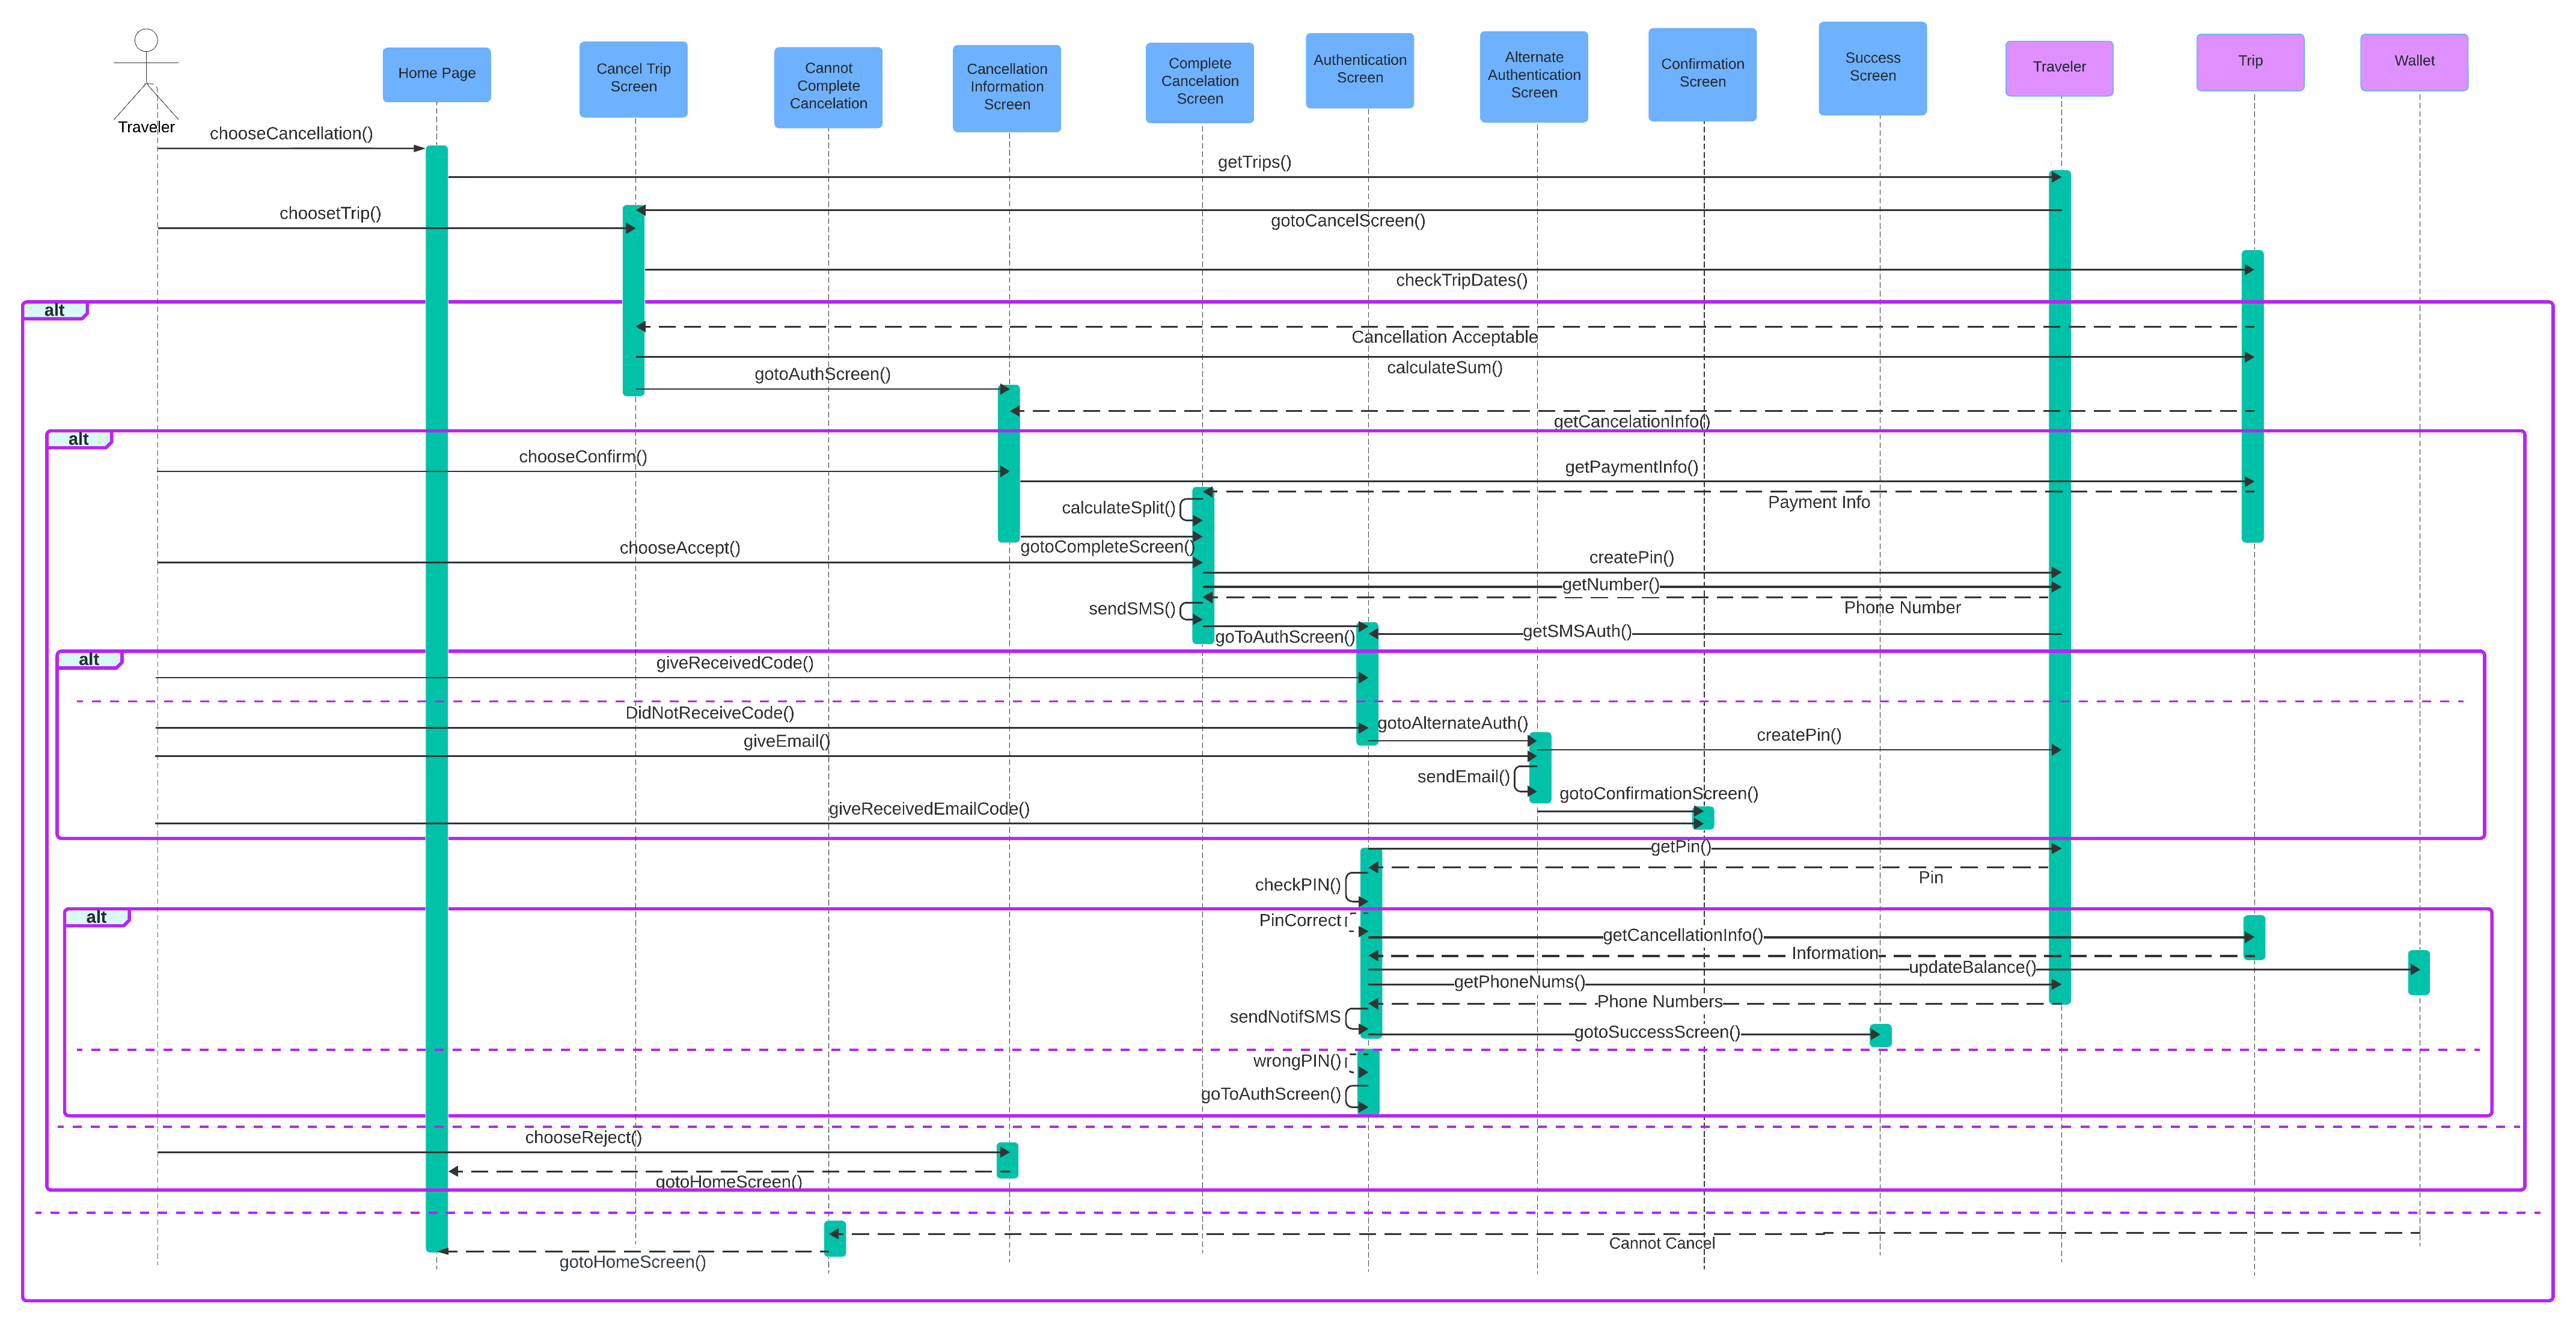 Traveler
Home Page
Cancel Trip
Screen
Cannot
Complete
Cancelation
Cancellation
Information
Screen
Complete
Cancelation
Screen
Authentication
Screen
Alternate
Authentication
Screen
Confirmation
Screen
Success
Screen
Traveler
Trip
Wallet
chooseCancellation()
getTrips()
choosetTrip()
gotoCancelScreen()
checkTripDates()
alt
Cancellation Acceptable
calculateSum()
gotoAuthScreen()
getCancelationInfo()
alt
chooseConfirm()
getPaymentInfo()
Payment Info
calculateSplit()
gotoCompleteScreen()
chooseAccept()
createPin()
getNumber()
Phone Number
sendSMS()
goToAuthScreen()
getSMSAuth()
alt
giveReceivedCode()
DidNotReceiveCode()
gotoAlternateAuth()
giveEmail()
createPin()
sendEmail()
gotoConfirmationScreen()
giveReceivedEmailCode()
getPin()
Pin
checkPIN()
alt
PinCorrect
getCancellationInfo()
Information
updateBalance()
getPhoneNums()
Phone Numbers
sendNotifSMS
gotoSuccessScreen()
wrongPIN()
goToAuthScreen()
chooseReject()
gotoHomeScreen()
Cannot Cancel
gotoHomeScreen()